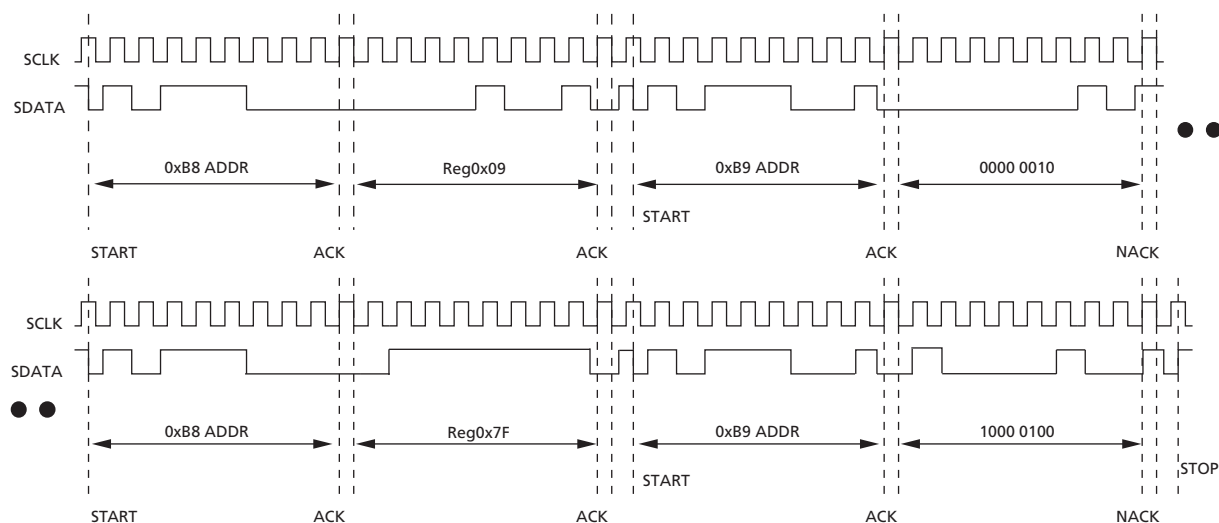 SCLK
SDATA
0xB8 ADDR Reg0x09 0xB9 ADDR 0000 0010
START
START ACK ACK ACK NACK
SCLK
SDATA
0xB8 ADDR Reg0x7F 0xB9 ADDR 1000 0100
START STOP
START ACK ACK ACK NACK